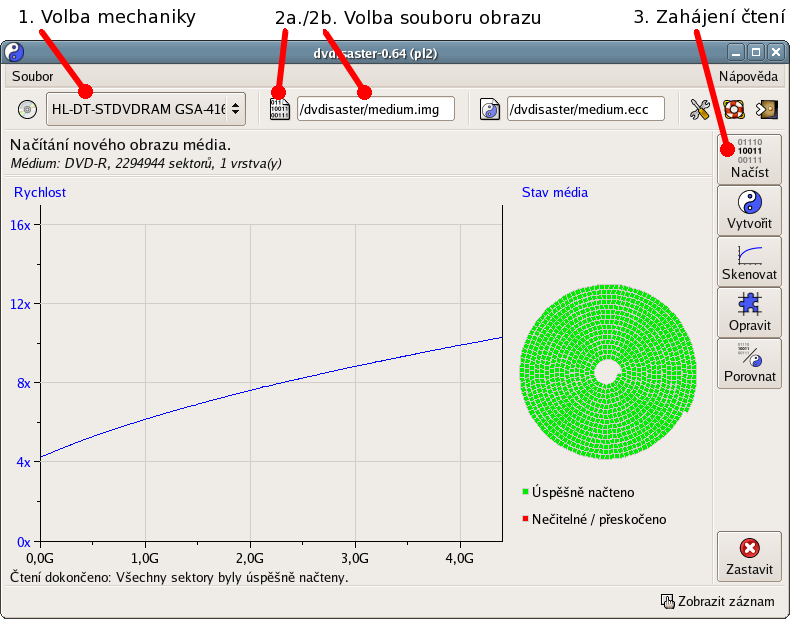 1. Volba mechaniky
2a./2b. Volba souboru obrazu
3. Zahájení čtení
dvdisaster-0.64 (pl2)
Soubor
Nápověda
HL-DT-STDVDRAM GSA-416
/dvdisaster/medium.img
/dvdisaster/medium.ecc
Načítání nového obrazu média.
Médium: DVD-R, 2294944 sektorů, 1 vrstva(y)
Rychlost
Stav média
16x
12x
8x
4x
0x
0,0G
1,0G
2,0G
3,0G
4,0G
Úspěšně načteno
Nečitelné / přeskočeno
Čtení dokončeno: Všechny sektory byly úspěšně načteny.
01110
10011
00111
Načíst
Vytvořit
Skenovat
Opravit
Porovnat
Zastavit
Zobrazit záznam